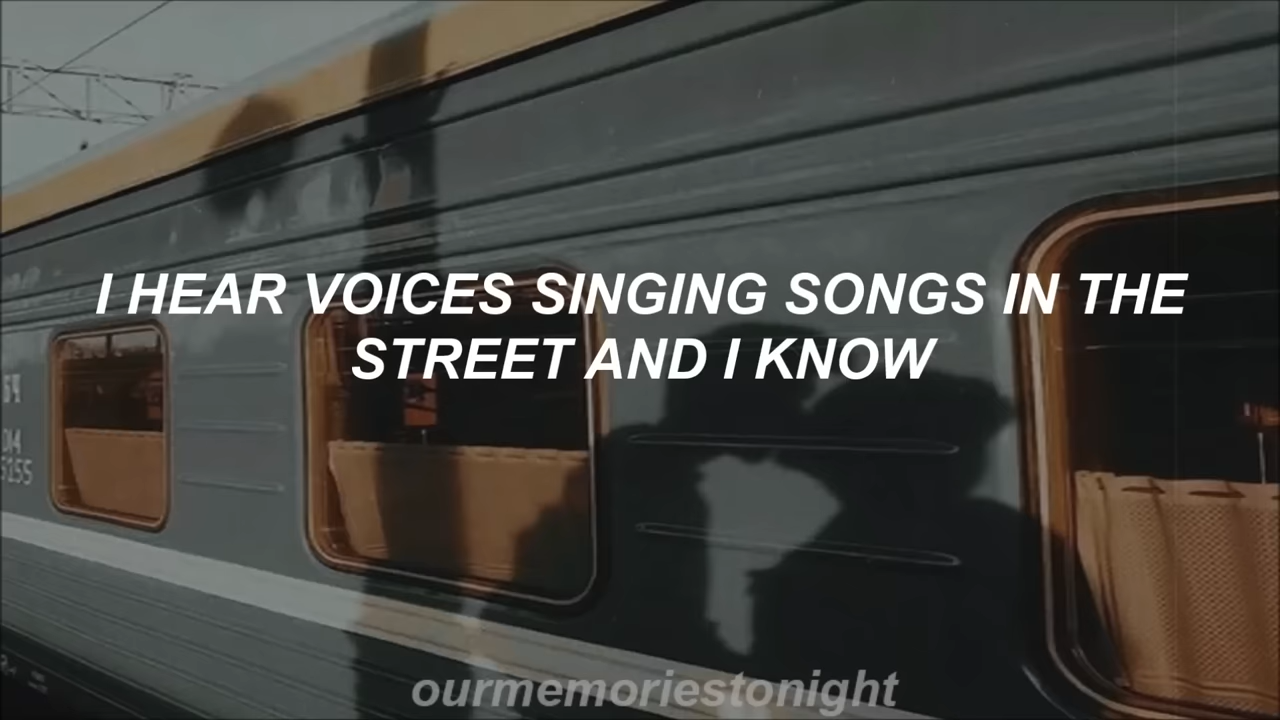 I HEAR VOICES SINGING SONGS IN THE
STREET AND I KNOW
ourmemoriestonight